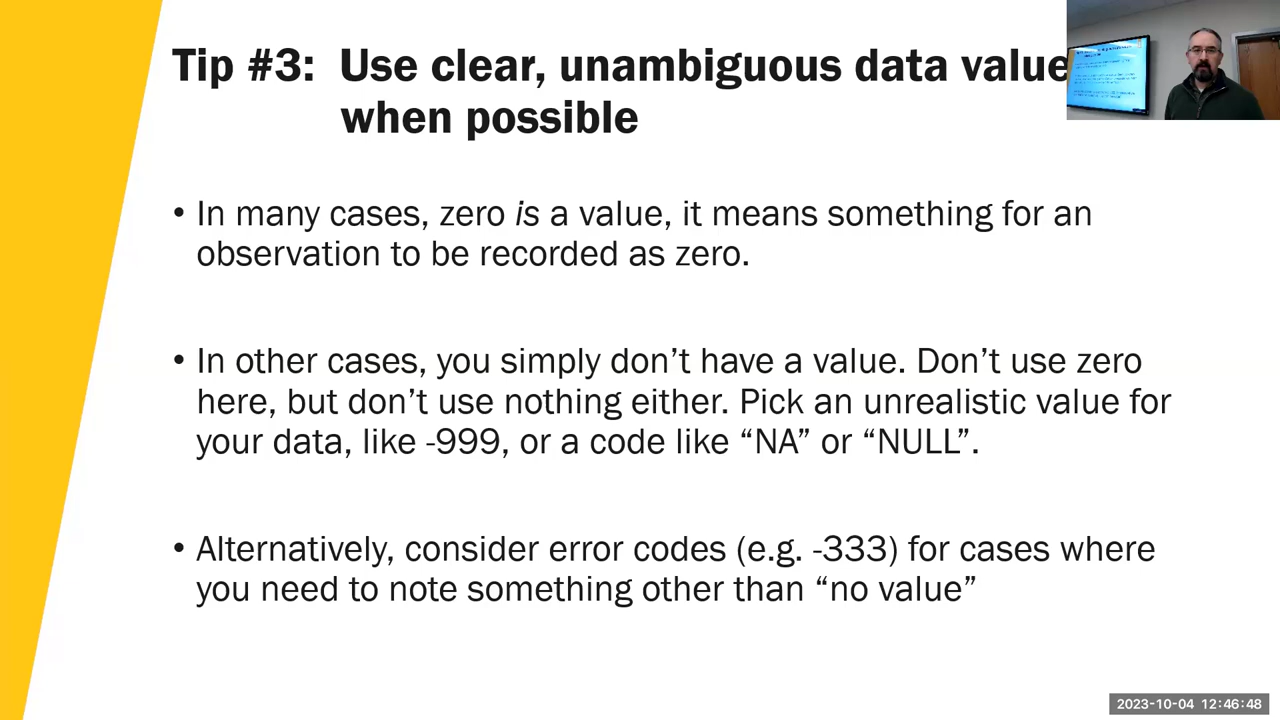 Tip #3: Use clear, unambiguous data value
when possible
• In many cases, zero is a value, it means something for an
observation to be recorded as zero.
• In other cases, you simply don’t have a value. Don’t use zero
here, but don’t use nothing either. Pick an unrealistic value for
your data, like -999, or a code like “NA” or “NULL”.
• Alternatively, consider error codes (e.g. -333) for cases where
you need to note something other than “no value”
2023-10-04 12:46:48